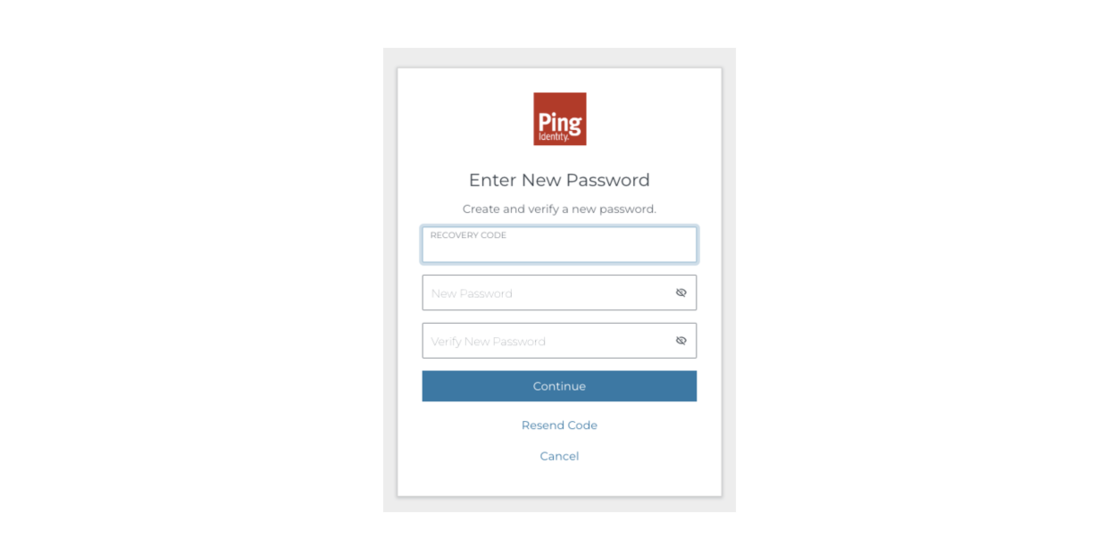 Ping
Identity.
Enter New Password
Create and verify a new password.
RECOVERY CODE
New Password
Verify New Password
Continue
Resend Code
Cancel